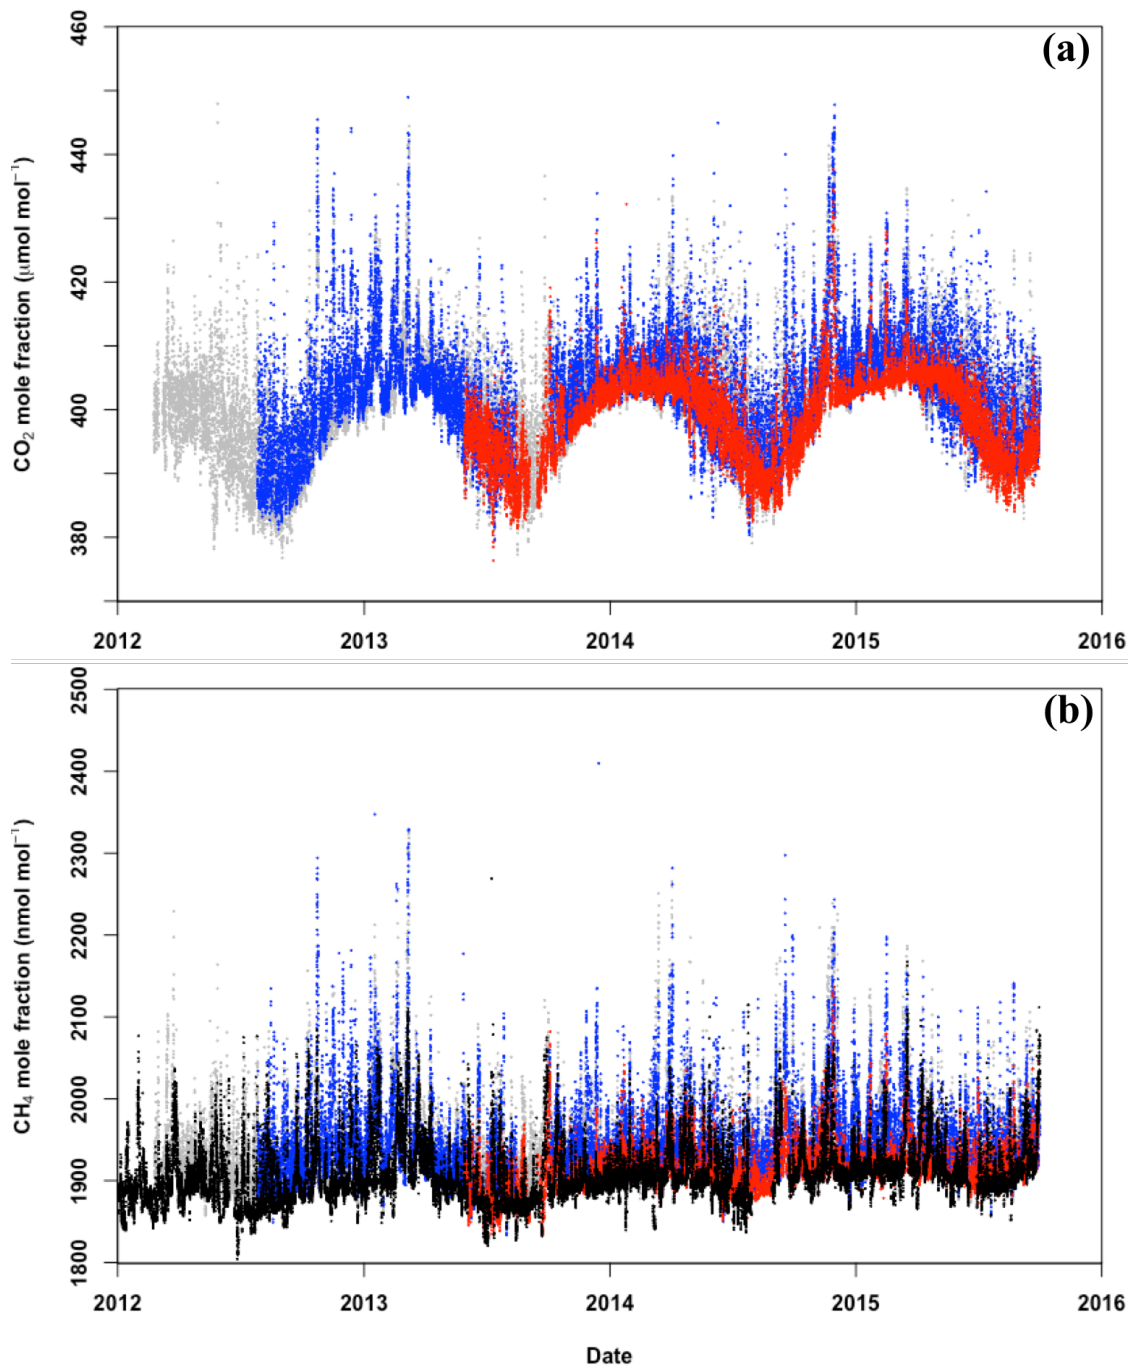 (a)
460
440
420
400
380
CO₂ mole fraction (μmol mol⁻¹)
2012 2013 2014 2015 2016
(b)
2500
2400
2300
2200
2100
2000
1900
1800
CH₄ mole fraction (nmol mol⁻¹)
2012 2013 2014 2015 2016
Date